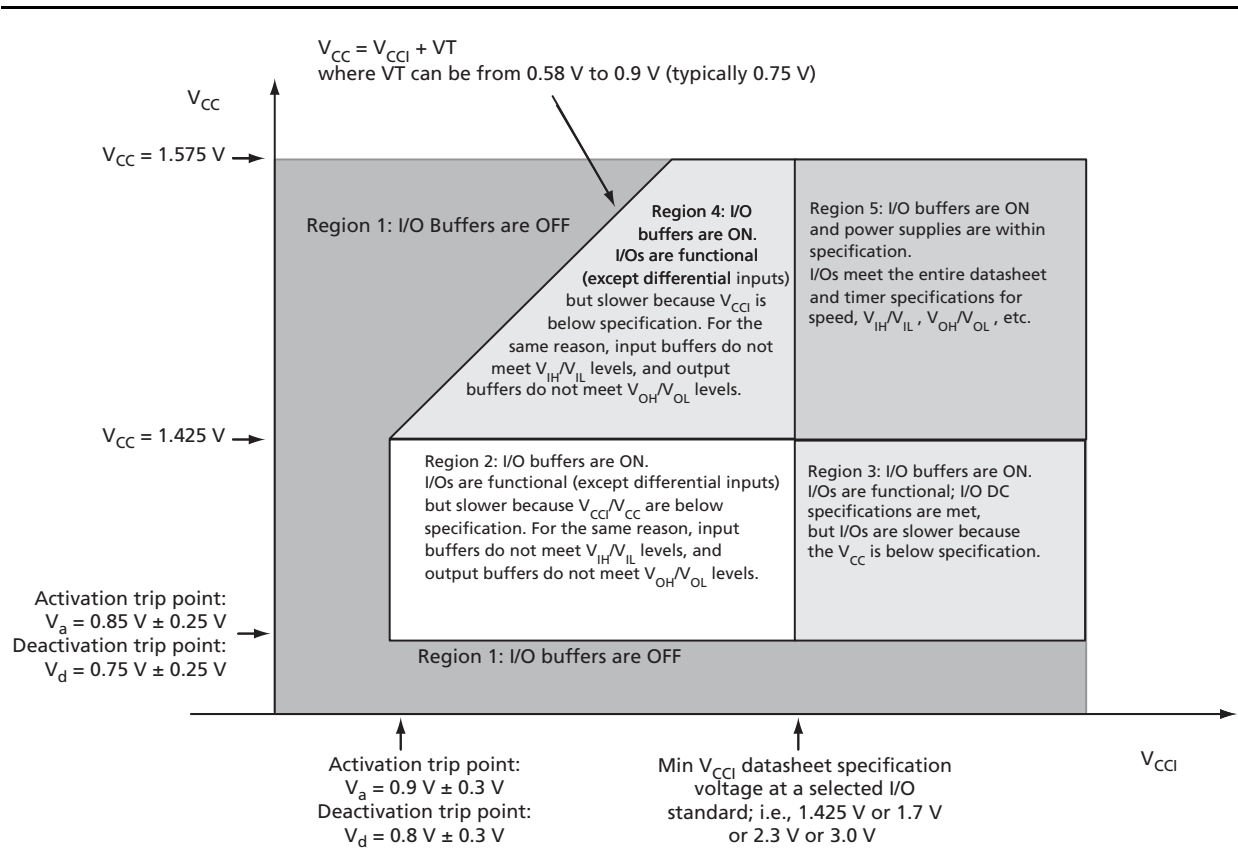 V_CC = V_CCI + VT
where VT can be from 0.58 V to 0.9 V (typically 0.75 V)
V_CC
V_CC = 1.575 V
Region 1: I/O Buffers are OFF
Region 4: I/O
buffers are ON.
I/Os are functional
(except differential inputs)
but slower because V_CCI is
below specification. For the
same reason, input buffers do not
meet V_IH/V_IL levels, and output
buffers do not meet V_OH/V_OL levels.
Region 5: I/O buffers are ON
and power supplies are within
specification.
I/Os meet the entire datasheet
and timer specifications for
speed, V_IH/V_IL , V_OH/V_OL , etc.
V_CC = 1.425 V
Region 2: I/O buffers are ON.
I/Os are functional (except differential inputs)
but slower because V_CCI/V_CC are below
specification. For the same reason, input
buffers do not meet V_IH/V_IL levels, and
output buffers do not meet V_OH/V_OL levels.
Region 3: I/O buffers are ON.
I/Os are functional; I/O DC
specifications are met,
but I/Os are slower because
the V_CC is below specification.
Activation trip point:
V_a = 0.85 V ± 0.25 V
Deactivation trip point:
V_d = 0.75 V ± 0.25 V
Region 1: I/O buffers are OFF
Activation trip point:
V_a = 0.9 V ± 0.3 V
Deactivation trip point:
V_d = 0.8 V ± 0.3 V
Min V_CCI datasheet specification
voltage at a selected I/O
standard; i.e., 1.425 V or 1.7 V
or 2.3 V or 3.0 V
V_CCI